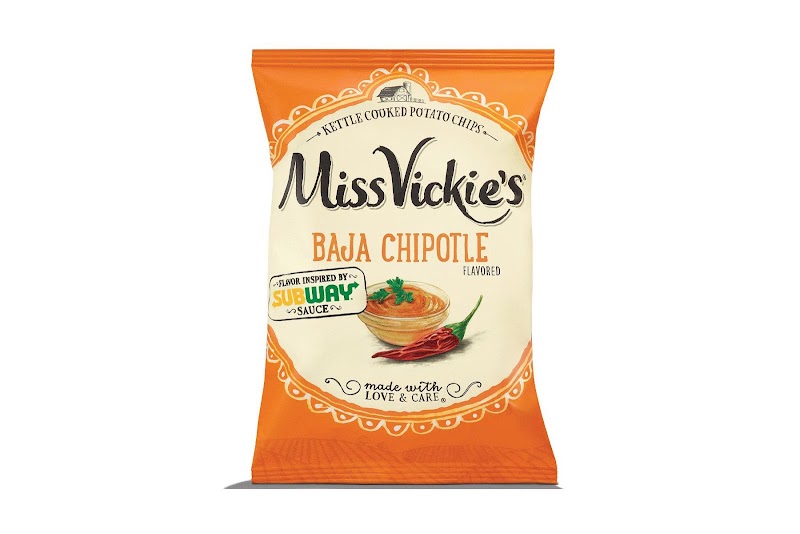 KETTLE COOKED POTATO CHIPS
Miss Vickie's®
BAJA CHIPOTLE
FLAVORED
FLAVOR INSPIRED BY
SUBWAY
SAUCE
made with
LOVE & CARE®